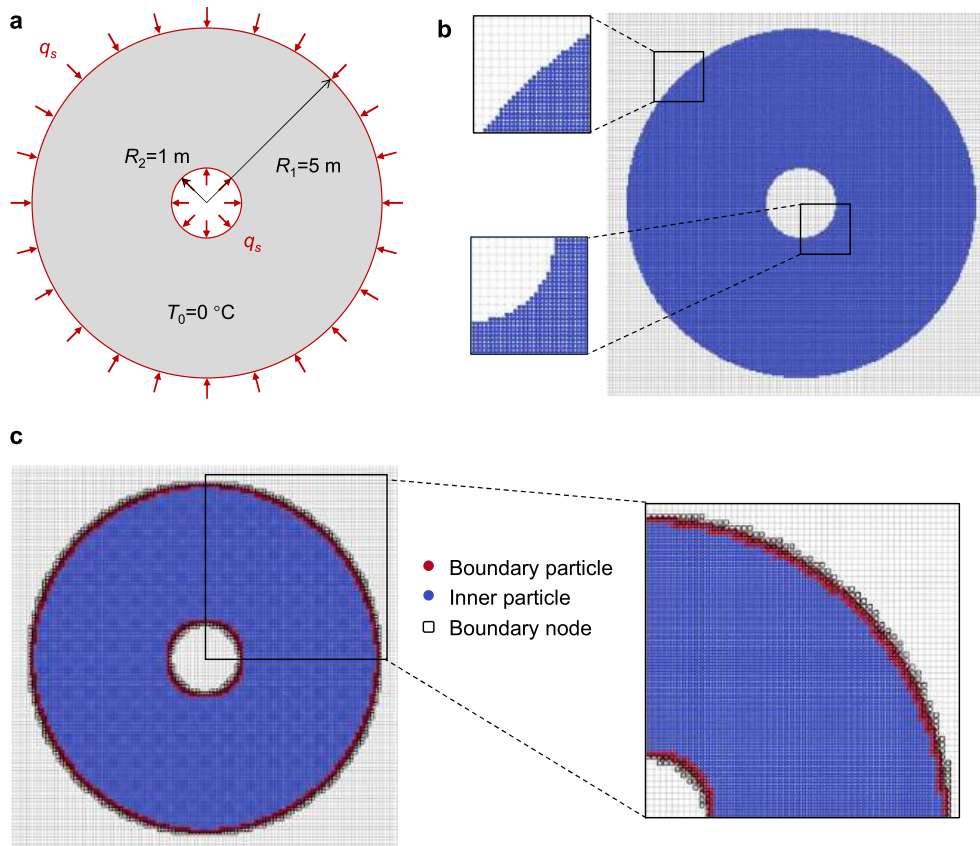 a
q_s
R_2=1 m
R_1=5 m
q_s
T_0=0 °C
b
c
Boundary particle
Inner particle
Boundary node